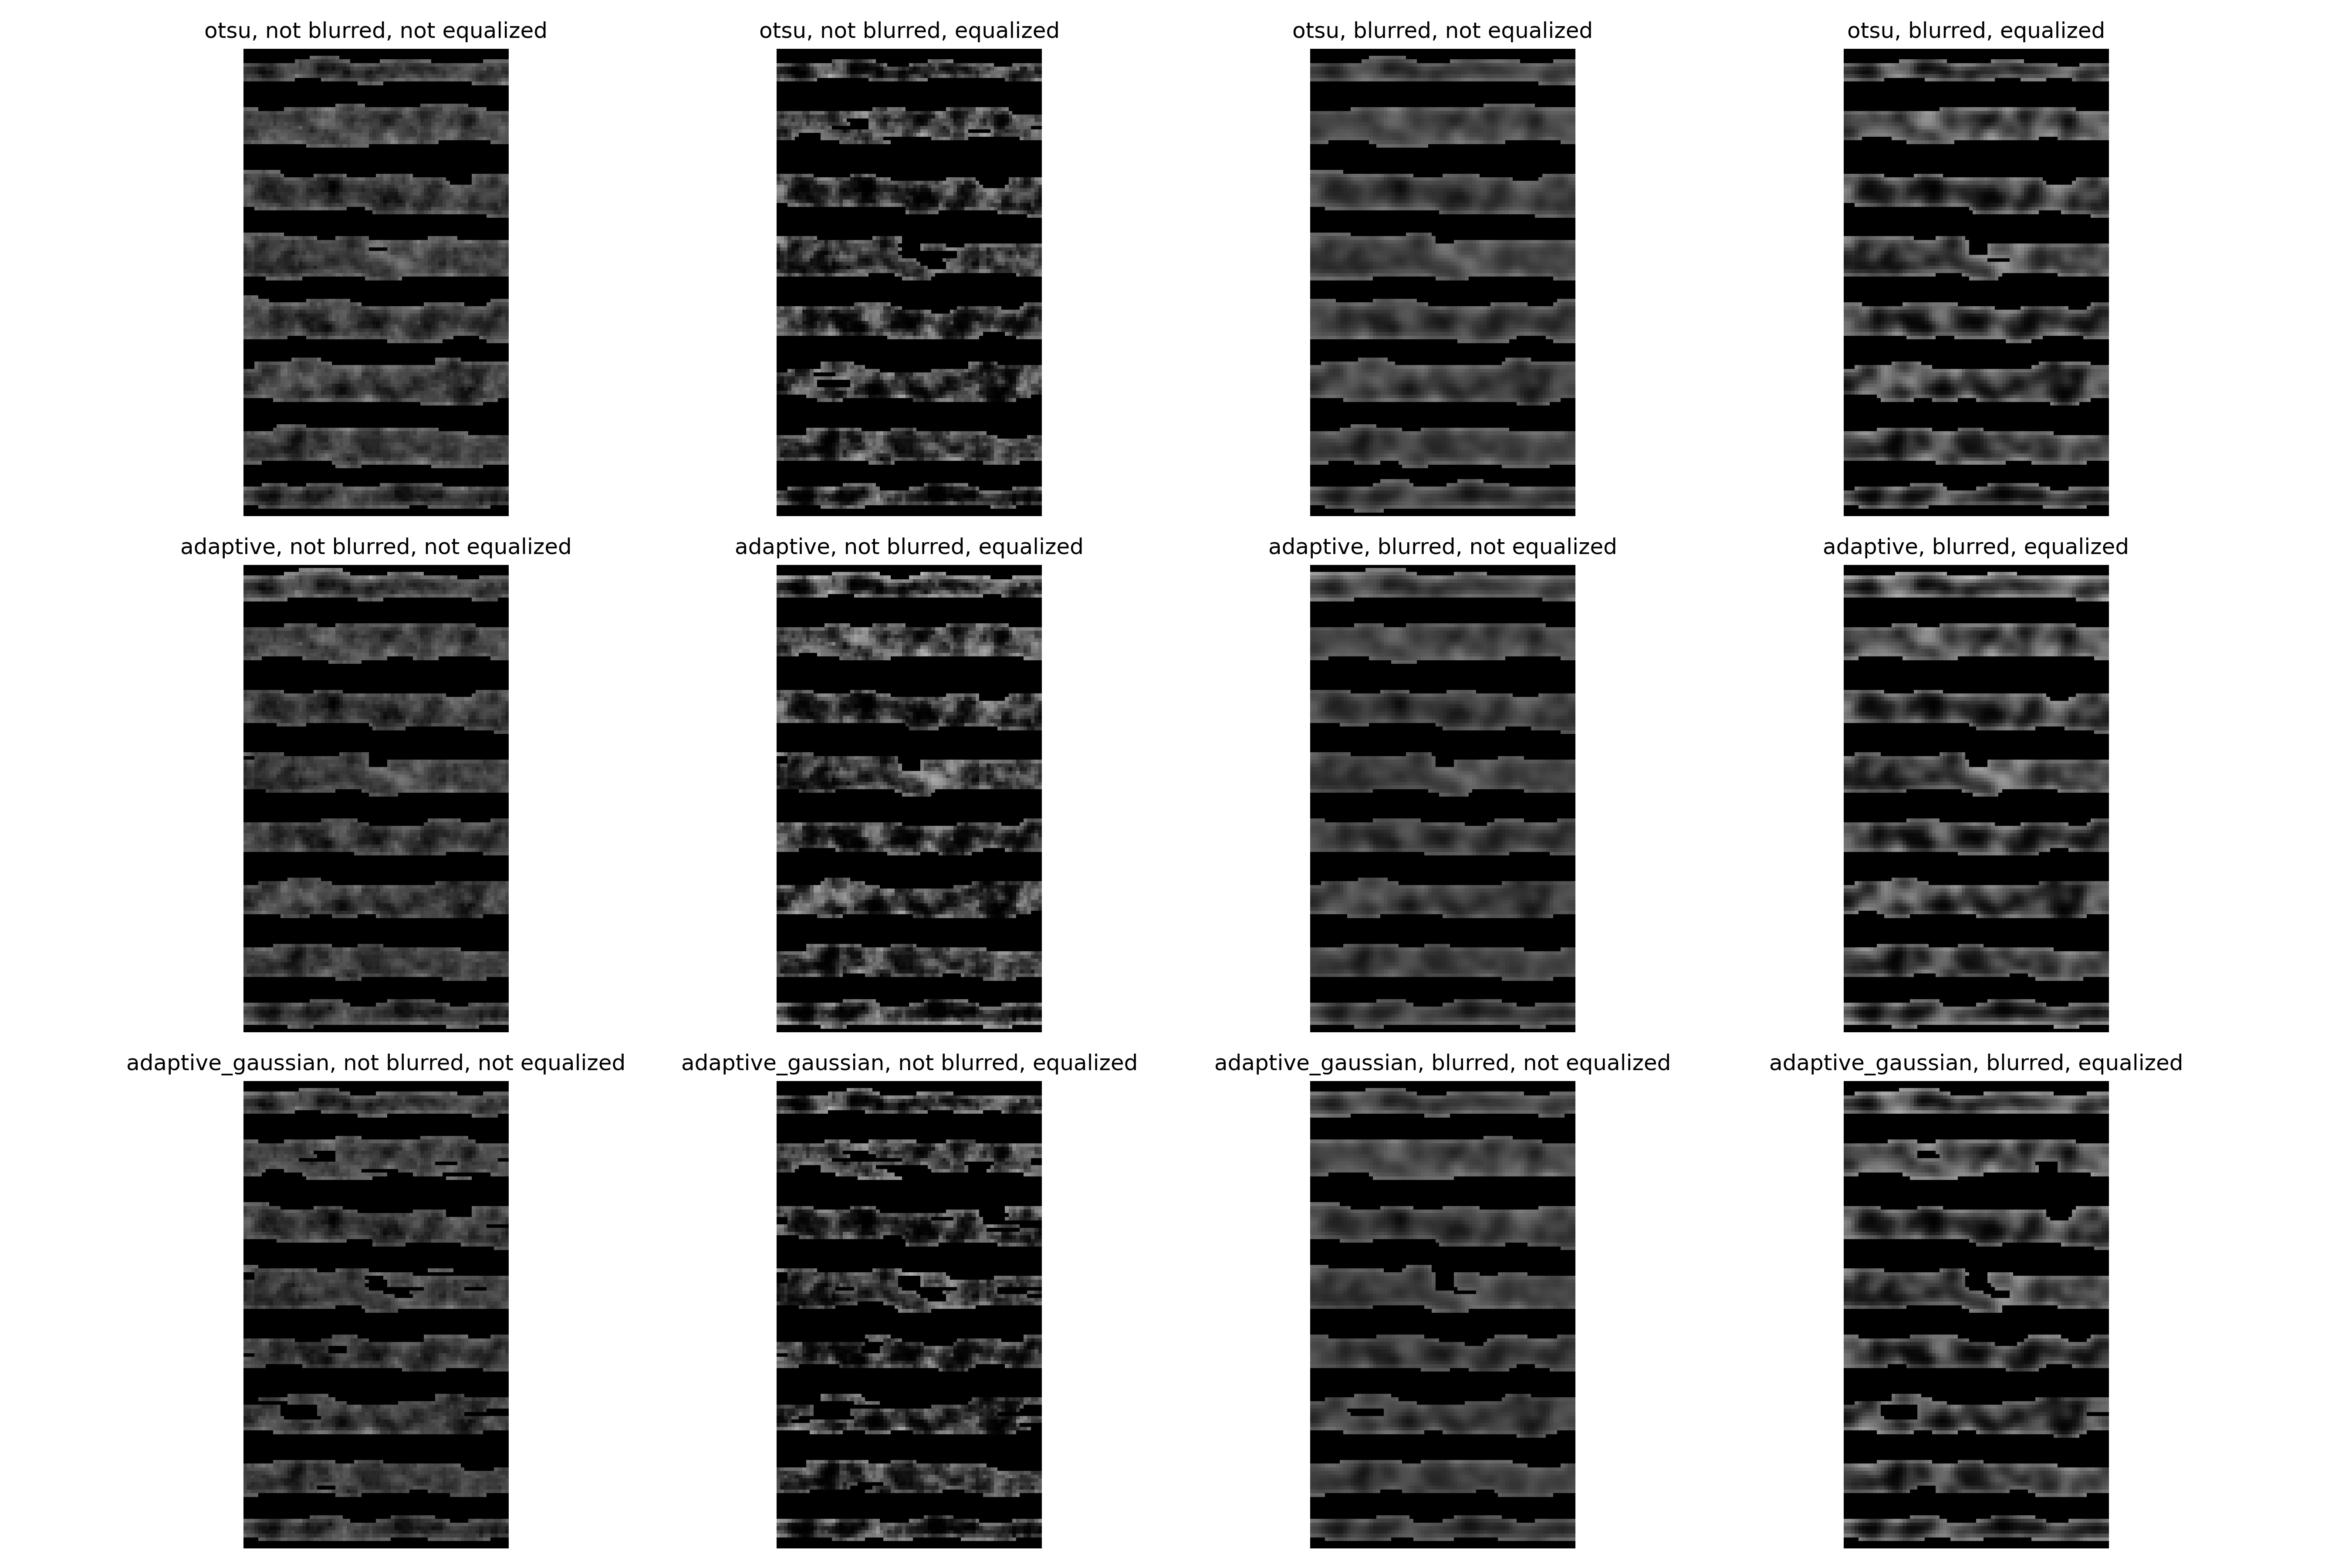 otsu, not blurred, not equalized
otsu, not blurred, equalized
otsu, blurred, not equalized
otsu, blurred, equalized
adaptive, not blurred, not equalized
adaptive, not blurred, equalized
adaptive, blurred, not equalized
adaptive, blurred, equalized
adaptive_gaussian, not blurred, not equalized
adaptive_gaussian, not blurred, equalized
adaptive_gaussian, blurred, not equalized
adaptive_gaussian, blurred, equalized